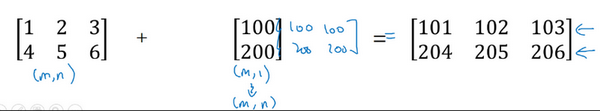 [1 2 3] + [100] 100 100] = = [101 102 103] ←
[4 5 6] [200] 200 200] [204 205 206] ←
(m,n) (m,1)
↓
(m,n)